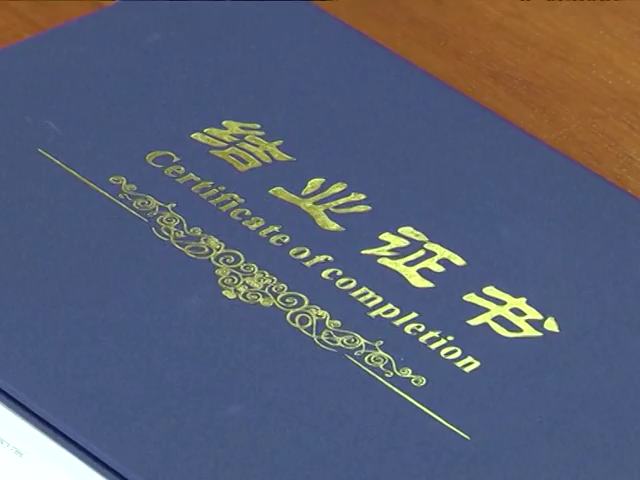 结业证书
Certificate of completion